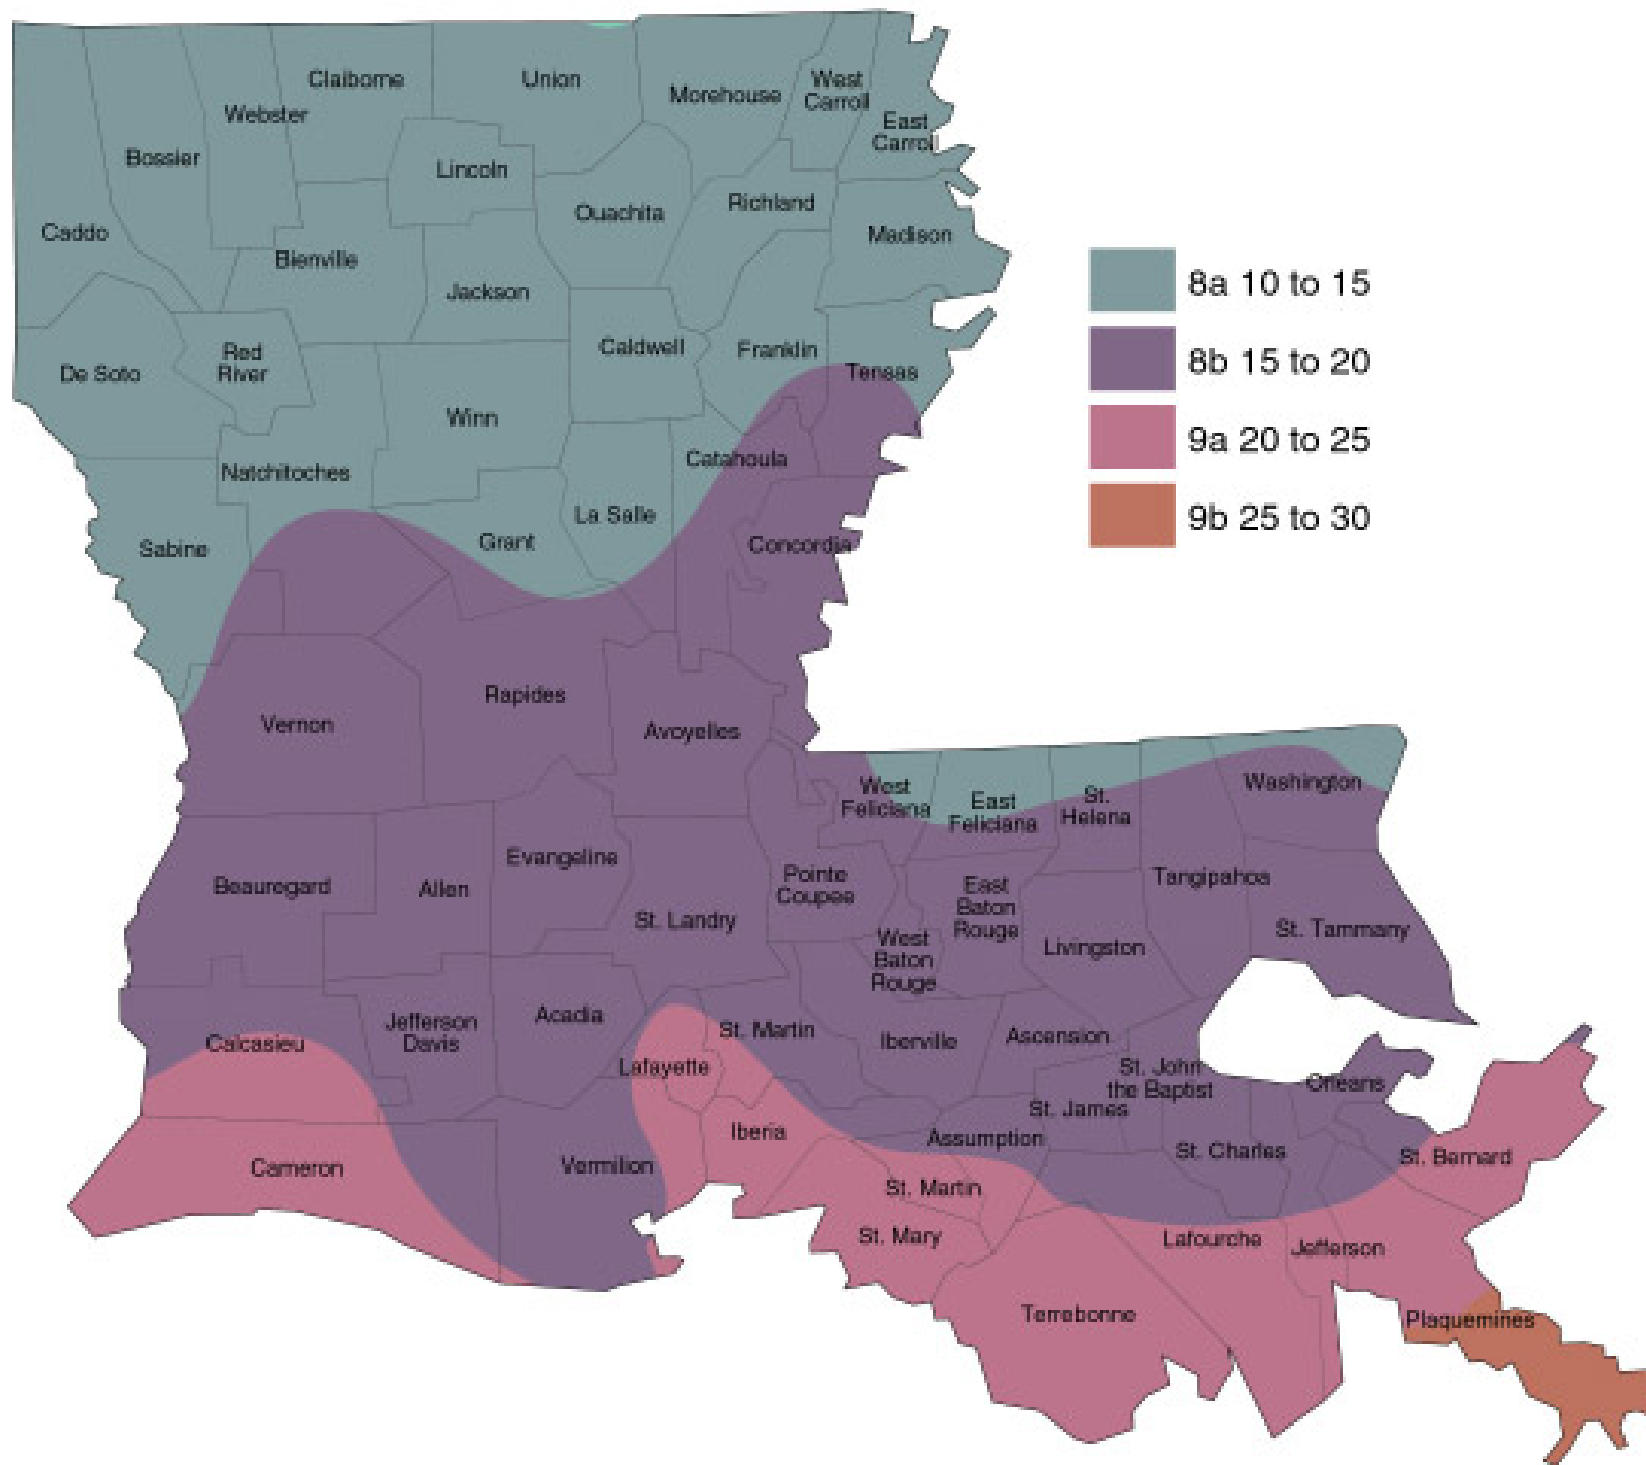 Claiborne
Union
Morehouse
West
Carroll
East
Carroll
Webster
Bossier
Lincoln
Ouachita
Richland
Madison
Caddo
Bienville
Jackson
Caldwell
Franklin
Tensas
De Soto
Red
River
Winn
Natchitoches
Catahoula
La Salle
Grant
Sabine
Concordia
8a 10 to 15
8b 15 to 20
9a 20 to 25
9b 25 to 30
Vernon
Rapides
Avoyelles
West
Feliciana
East
Feliciana
St.
Helena
Washington
Beauregard
Allen
Evangeline
St. Landry
Pointe
Coupee
East
Baton
Rouge
West
Baton
Rouge
Livingston
Tangipahoa
St. Tammany
Calcasieu
Jefferson
Davis
Acadia
Lafayette
St. Martin
Iberville
Ascension
St. John
the Baptist
Orleans
St. James
Assumption
St. Charles
St. Bernard
Cameron
Vermilion
Iberia
St. Martin
St. Mary
Terrebonne
Lafourche
Jefferson
Plaquemines